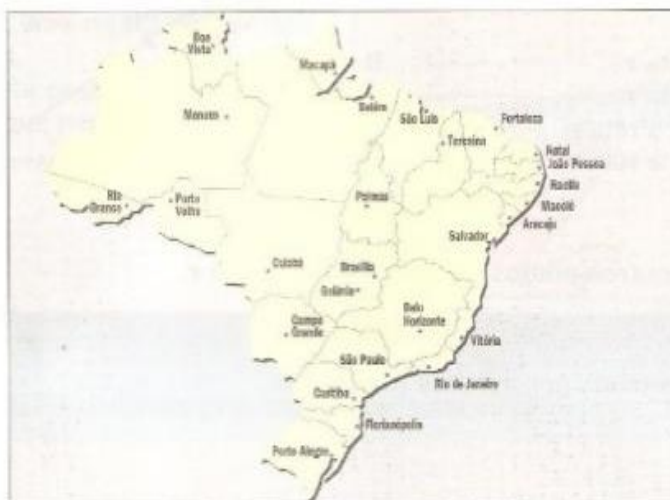 Boa
Vista
Macapá
Belém
Manaus
São Luís
Fortaleza
Teresina
Natal
João Pessoa
Recife
Maceió
Aracaju
Rio
Branco
Porto
Velho
Palmas
Salvador
Cuiabá
Brasília
Goiânia
Belo
Horizonte
Campo
Grande
Vitória
São Paulo
Rio de Janeiro
Curitiba
Florianópolis
Porto Alegre